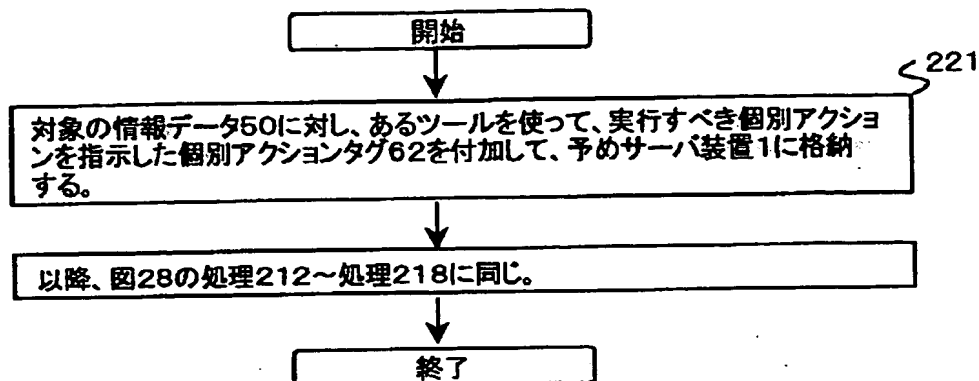 開始
221
対象の情報データ50に対し、あるツールを使って、実行すべき個別アクショ
ンを指示した個別アクションタグ62を付加して、予めサーバ装置1に格納
する。
以降、図28の処理212~処理218に同じ。
終了